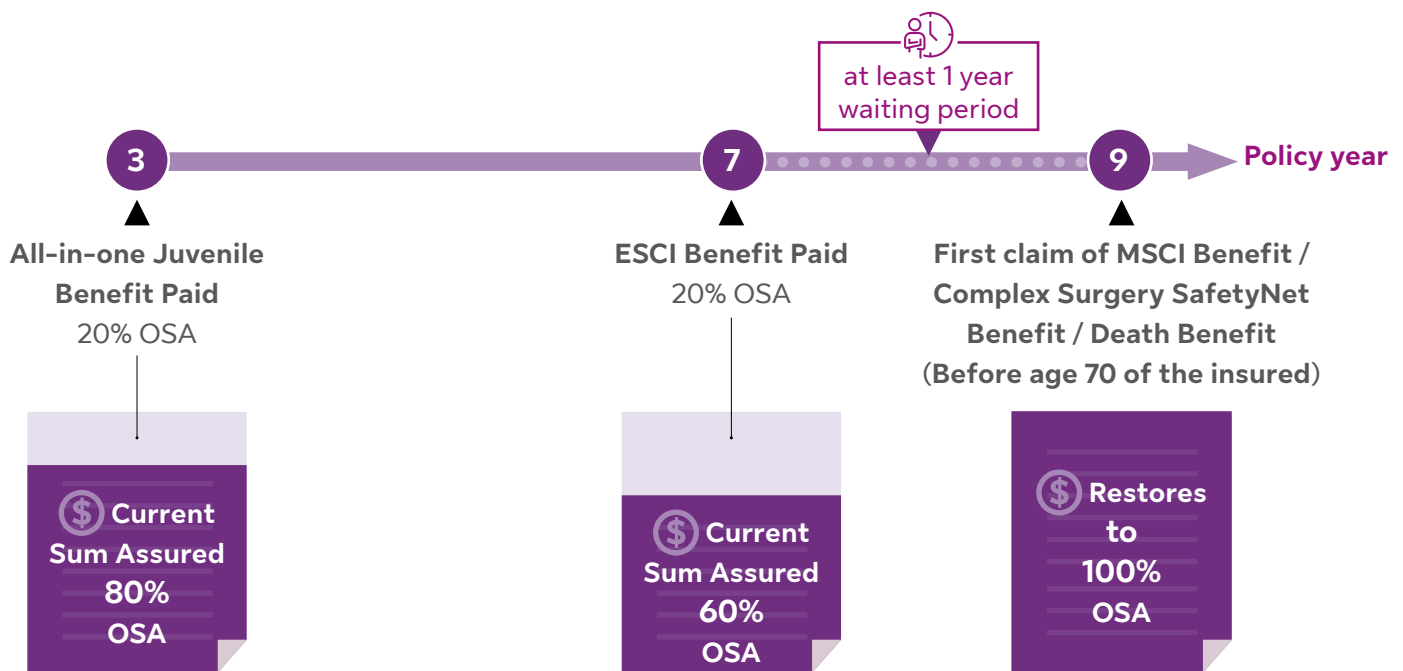 at least 1 year
waiting period
3
7
9
Policy year
All-in-one Juvenile
Benefit Paid
20% OSA
ESCI Benefit Paid
20% OSA
First claim of MSCI Benefit /
Complex Surgery SafetyNet
Benefit / Death Benefit
(Before age 70 of the insured)
$ Current
Sum Assured
80%
OSA
$ Current
Sum Assured
60%
OSA
$ Restores
to
100%
OSA